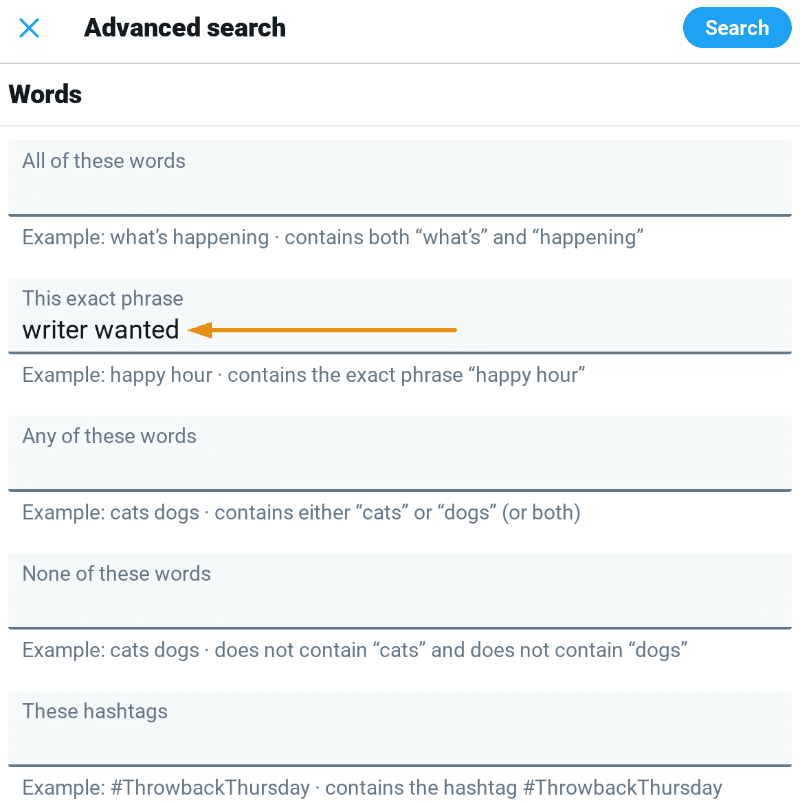 Advanced search
Search
Words
All of these words
Example: what’s happening · contains both “what’s” and “happening”
This exact phrase
writer wanted
Example: happy hour · contains the exact phrase “happy hour”
Any of these words
Example: cats dogs · contains either “cats” or “dogs” (or both)
None of these words
Example: cats dogs · does not contain “cats” and does not contain “dogs”
These hashtags
Example: #ThrowbackThursday · contains the hashtag #ThrowbackThursday